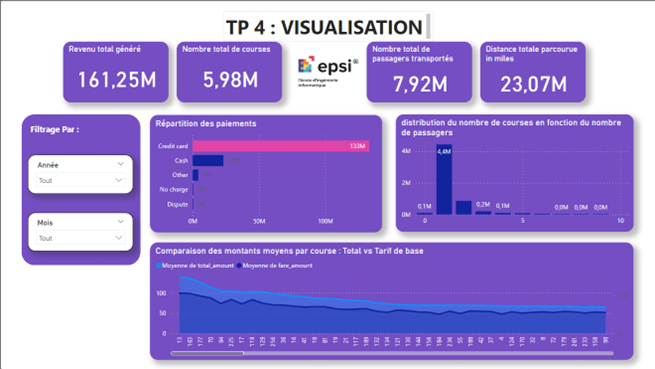 TP 4 : VISUALISATION
Revenu total généré
161,25M
Nombre total de courses
5,98M
epsi
l'école d'ingénierie
informatique
Nombre total de
passagers transportés
7,92M
Distance totale parcourue
en miles
23,07M
Filtrage Par :
Année
Tout
Mois
Tout
Répartition des paiements
Credit card
133M
Cash
Other
No charge
Dispute
0M 50M 100M
distribution du nombre de courses en fonction du nombre
de passagers
4M
2M
0M
0,1M 4,4M 0,2M 0,1M 0,0M 0,0M 0,0M
0 5 10
Comparaison des montants moyens par course : Total vs Tarif de base
Moyenne de total_amount Moyenne de fare_amount
100
50
0